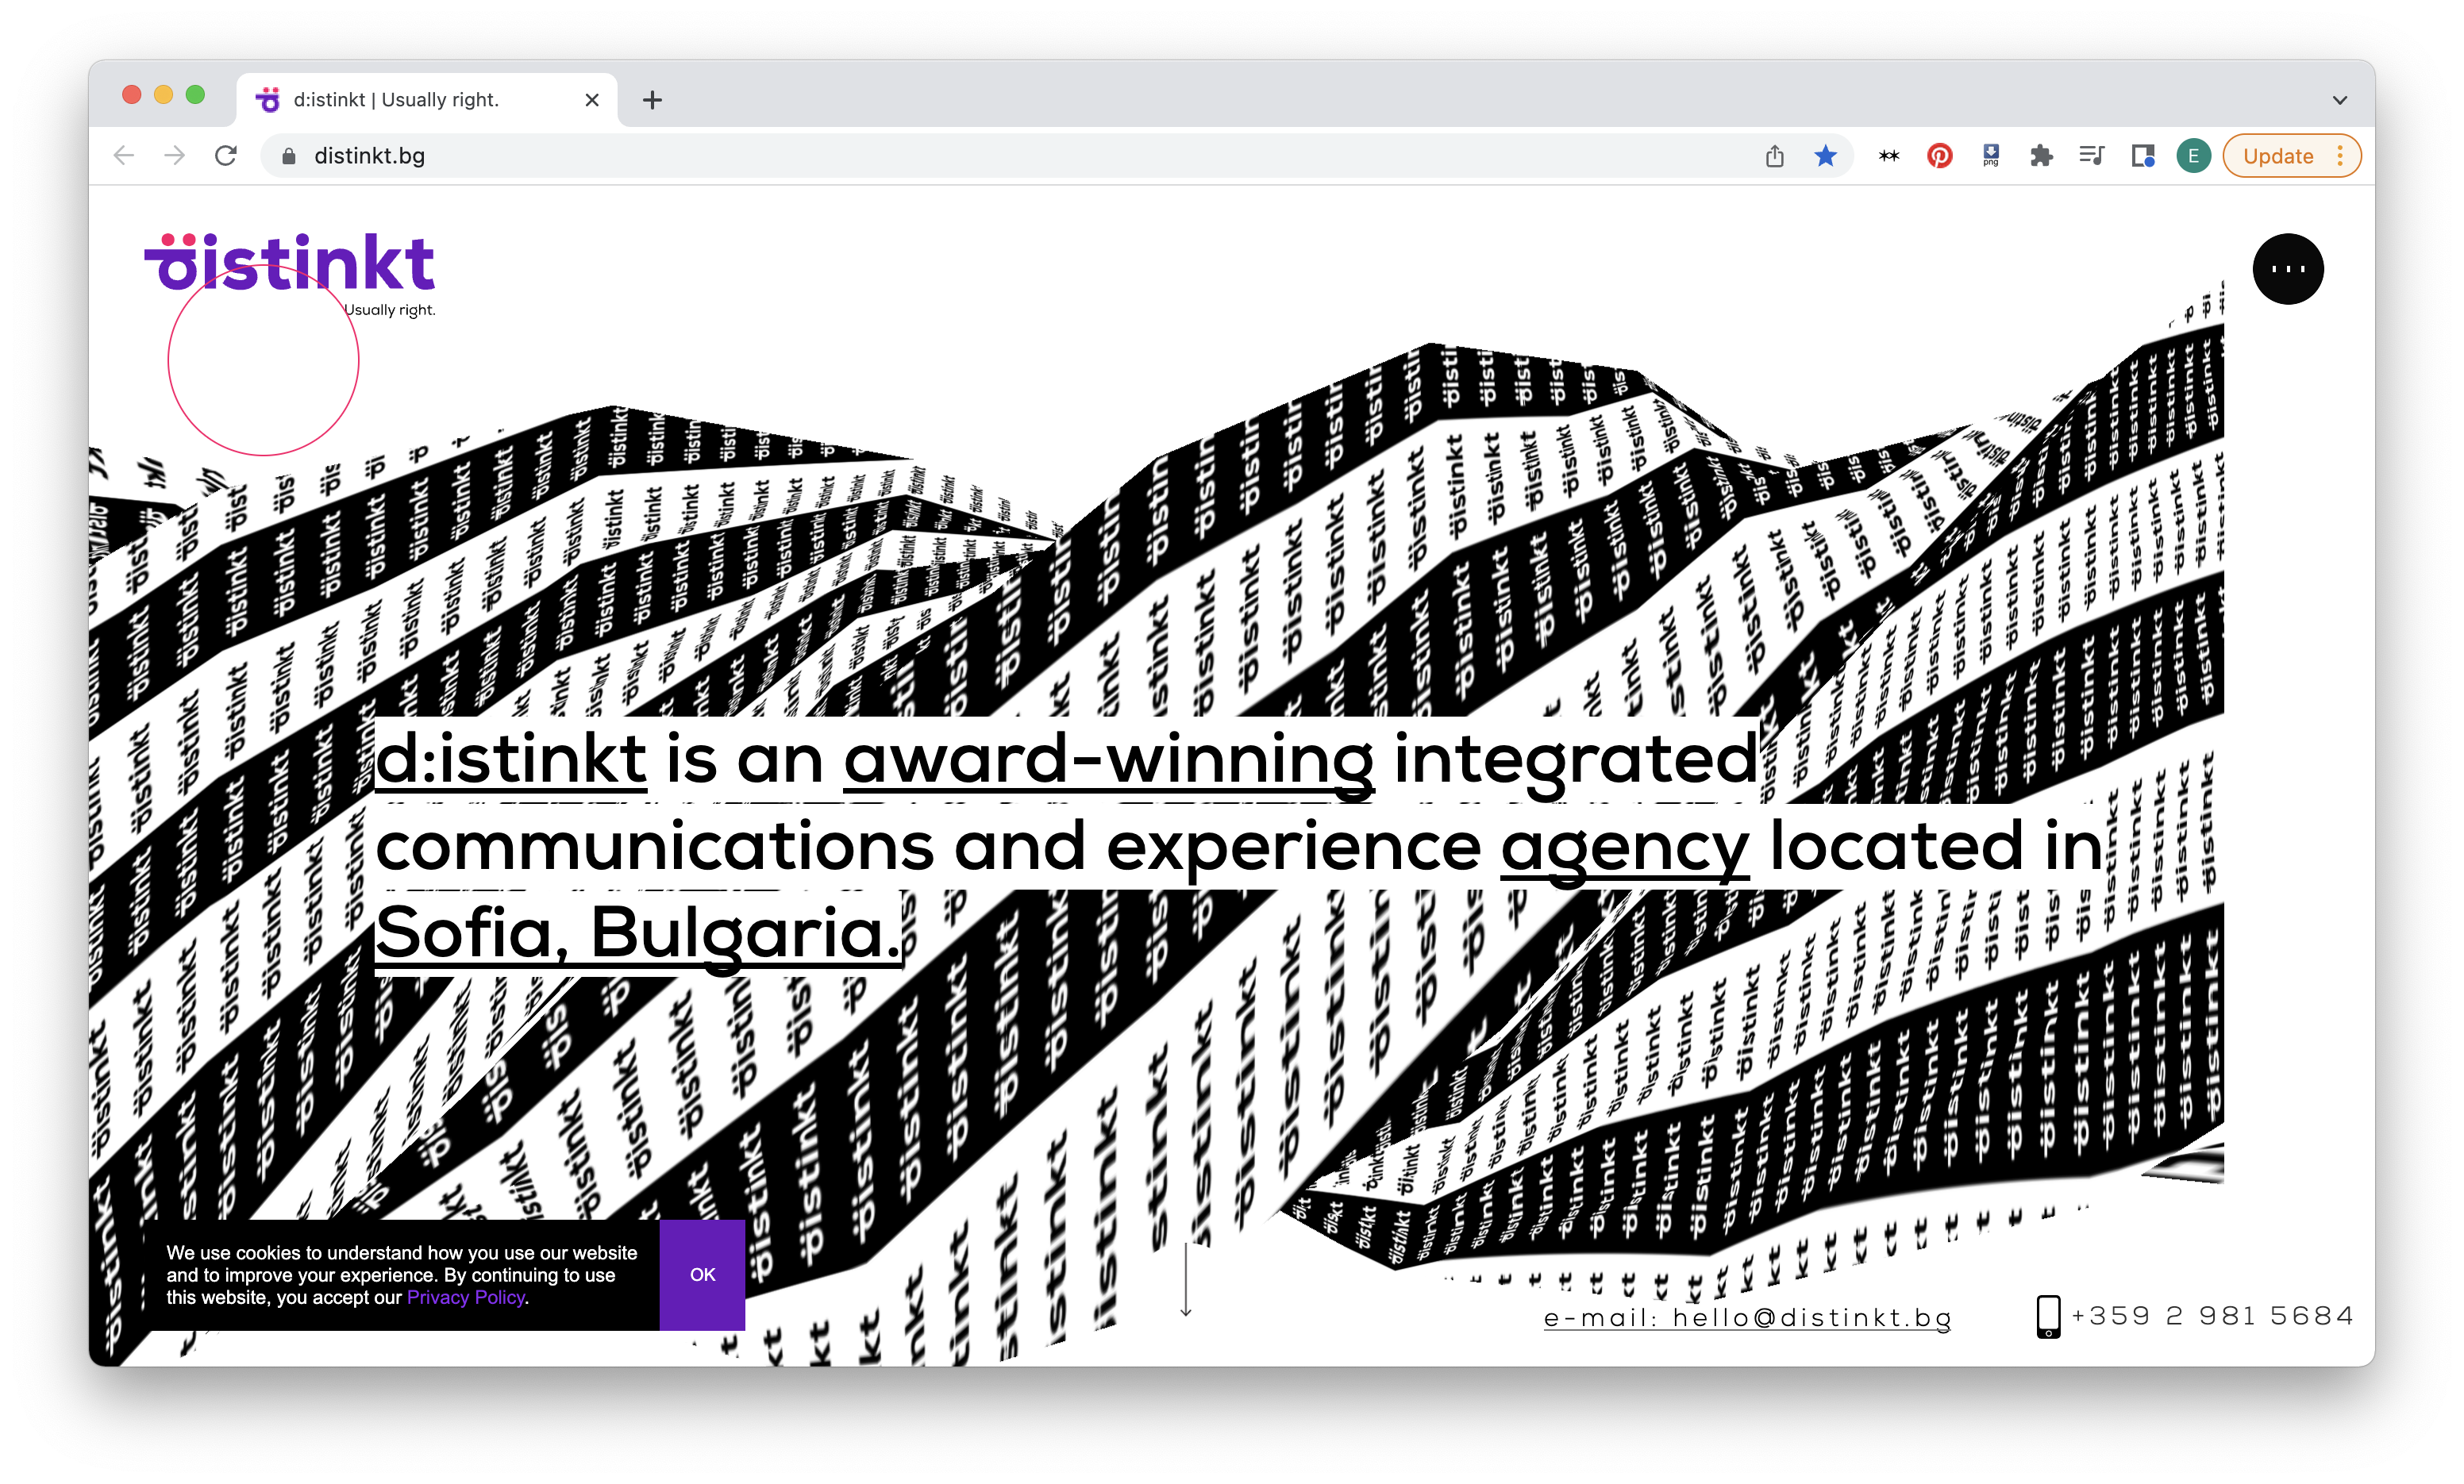 d:istinkt | Usually right.
distinkt.bg
png
E
Update
distinkt
Usually right.
d:istinkt is an award-winning integrated
communications and experience agency located in
Sofia, Bulgaria.
We use cookies to understand how you use our website
and to improve your experience. By continuing to use
this website, you accept our Privacy Policy.
OK
e-mail: hello@distinkt.bg
+359 2 981 5684